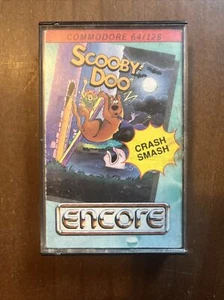 COMMODORE 64/128
SCOOBY-
DOO
CRASH
SMASH
encore